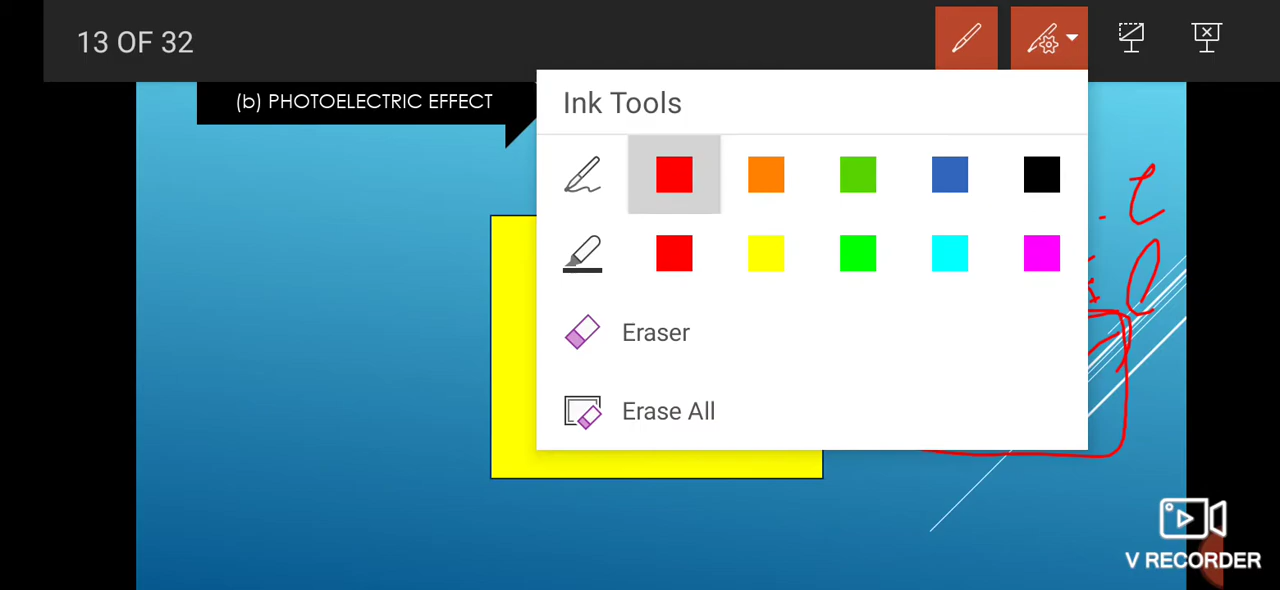 13 OF 32
(b) PHOTOELECTRIC EFFECT
Ink Tools
Eraser
Erase All
V RECORDER